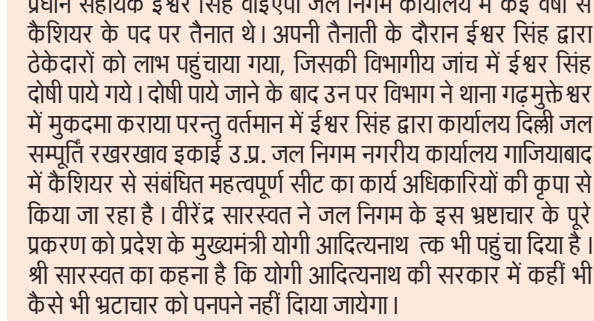 प्रधान सहायक ईश्वर सिंह वाईएपी जल निगम कार्यालय में कई वर्षों से
कैशियर के पद पर तैनात थे। अपनी तैनाती के दौरान ईश्वर सिंह द्वारा
ठेकेदारों को लाभ पहुंचाया गया, जिसकी विभागीय जांच में ईश्वर सिंह
दोषी पाये गये। दोषी पाये जाने के बाद उन पर विभाग ने थाना गढ़मुक्तेश्वर
में मुकदमा कराया परन्तु वर्तमान में ईश्वर सिंह द्वारा कार्यालय दिल्ली जल
सम्पूर्ति रखरखाव इकाई उ.प्र. जल निगम नगरीय कार्यालय गाजियाबाद
में कैशियर से संबंधित महत्वपूर्ण सीट का कार्य अधिकारियों की कृपा से
किया जा रहा है। वीरेंद्र सारस्वत ने जल निगम के इस भ्रष्टाचार के पूरे
प्रकरण को प्रदेश के मुख्यमंत्री योगी आदित्यनाथ त्क भी पहुंचा दिया है।
श्री सारस्वत का कहना है कि योगी आदित्यनाथ की सरकार में कहीं भी
कैसे भी भ्रटाचार को पनपने नहीं दिाया जायेगा।